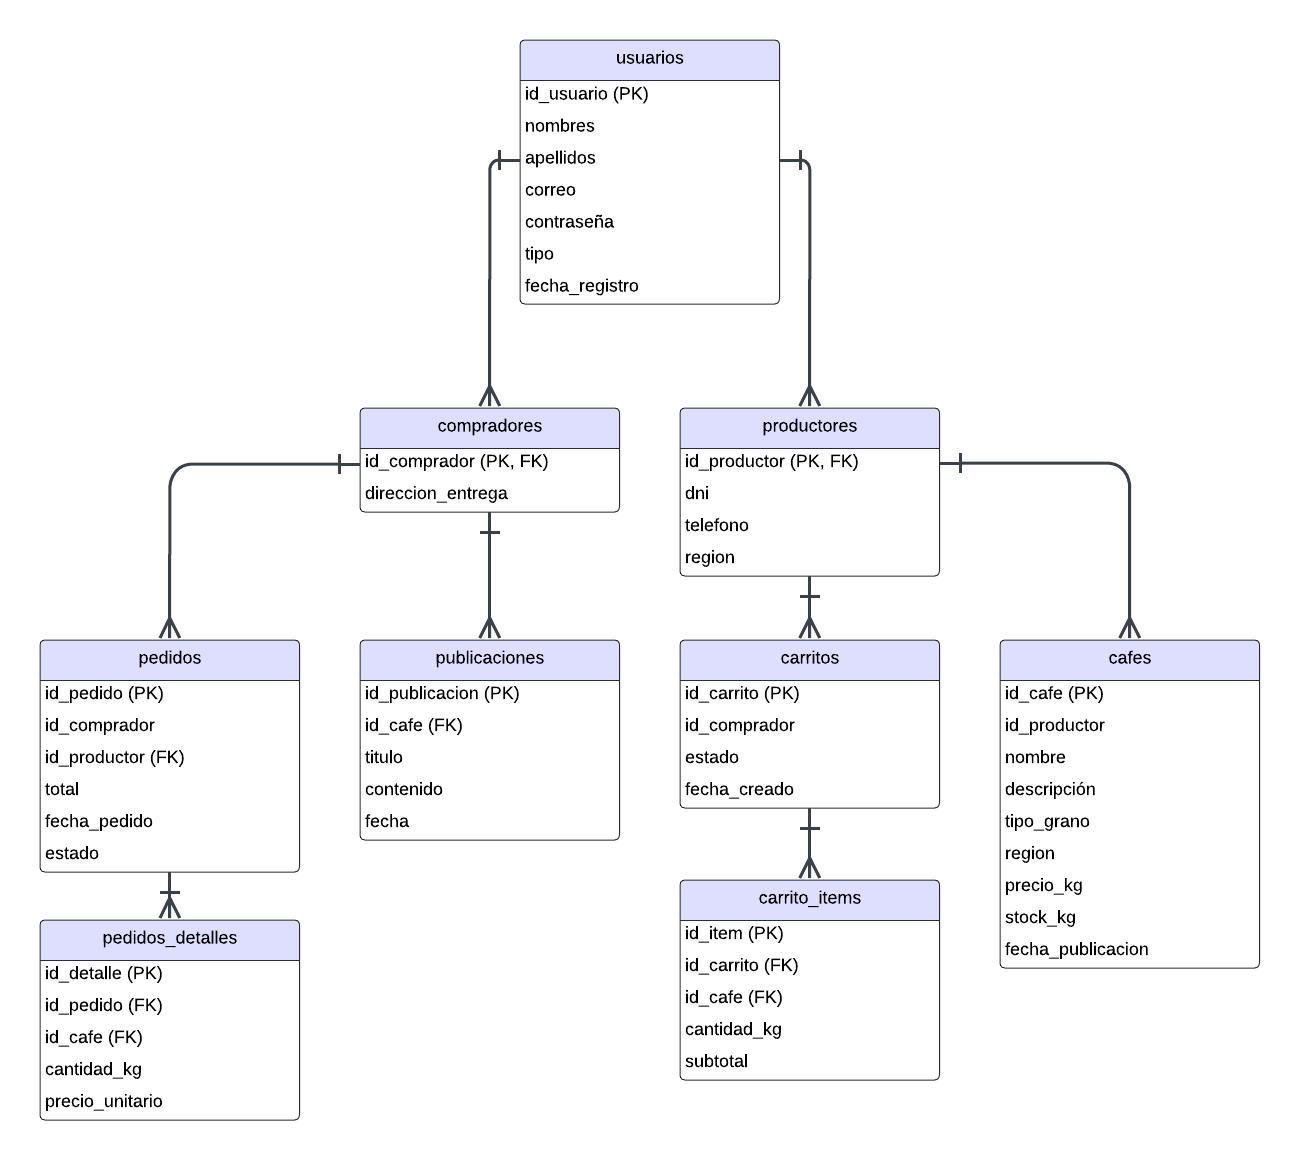 usuarios
id_usuario (PK)
nombres
apellidos
correo
contraseña
tipo
fecha_registro
compradores
id_comprador (PK, FK)
direccion_entrega
productores
id_productor (PK, FK)
dni
telefono
region
pedidos
id_pedido (PK)
id_comprador
id_productor (FK)
total
fecha_pedido
estado
publicaciones
id_publicacion (PK)
id_cafe (FK)
titulo
contenido
fecha
carritos
id_carrito (PK)
id_comprador
estado
fecha_creado
cafes
id_cafe (PK)
id_productor
nombre
descripción
tipo_grano
region
precio_kg
stock_kg
fecha_publicacion
pedidos_detalles
id_detalle (PK)
id_pedido (FK)
id_cafe (FK)
cantidad_kg
precio_unitario
carrito_items
id_item (PK)
id_carrito (FK)
id_cafe (FK)
cantidad_kg
subtotal